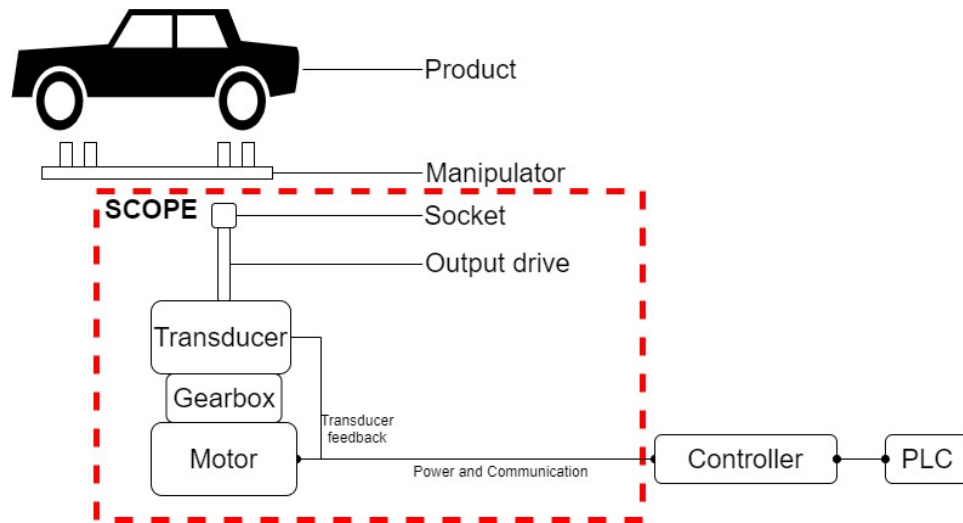 Product
Manipulator
SCOPE
Socket
Output drive
Transducer
Gearbox
Transducer
feedback
Motor
Power and Communication
Controller
PLC